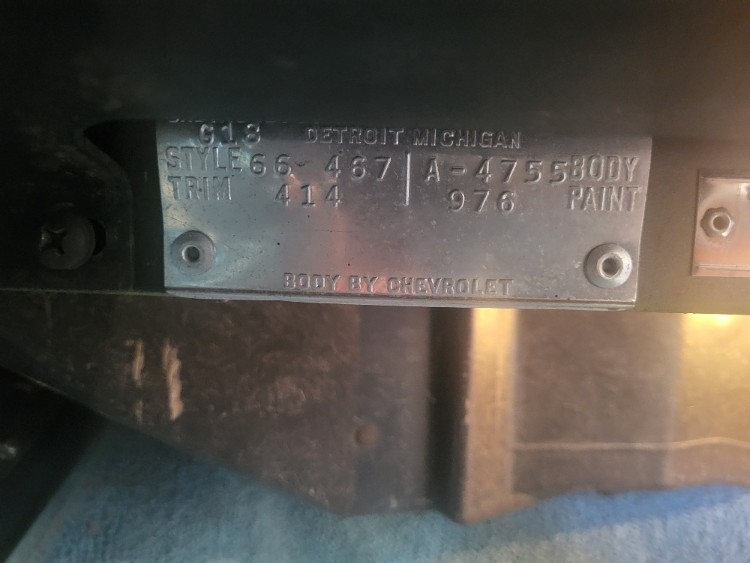 G18 DETROIT MICHIGAN
STYLE 66 467 A-4755 BODY
TRIM 414 976 PAINT
BODY BY CHEVROLET